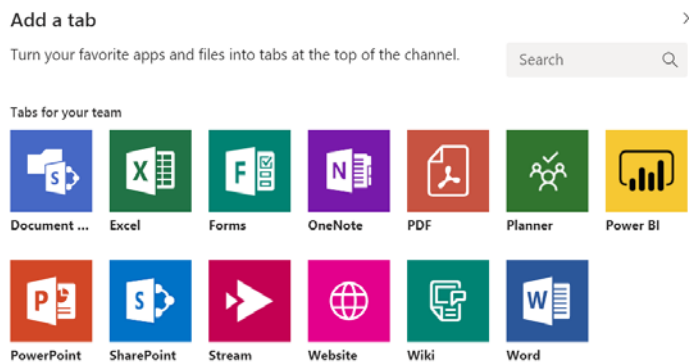 Add a tab
Turn your favorite apps and files into tabs at the top of the channel.
Search
Tabs for your team
S
X
F
N
Document ...
Excel
Forms
OneNote
PDF
Planner
Power BI
P
S
W
PowerPoint
SharePoint
Stream
Website
Wiki
Word